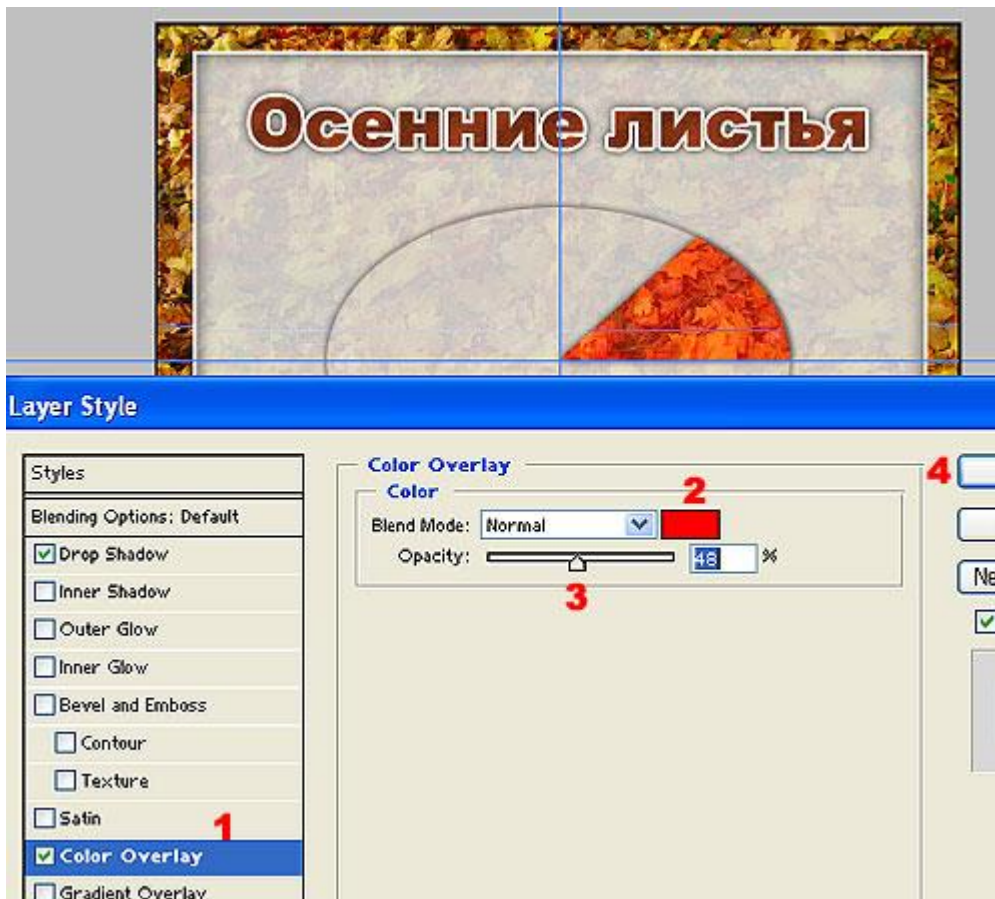 Осенние листья
Layer Style
Styles
Blending Options: Default
Drop Shadow
Inner Shadow
Outer Glow
Inner Glow
Bevel and Emboss
Contour
Texture
Satin
1
Color Overlay
Gradient Overlay
Color Overlay
Color
2
Blend Mode: Normal
Opacity: 48 %
3
4
Ne